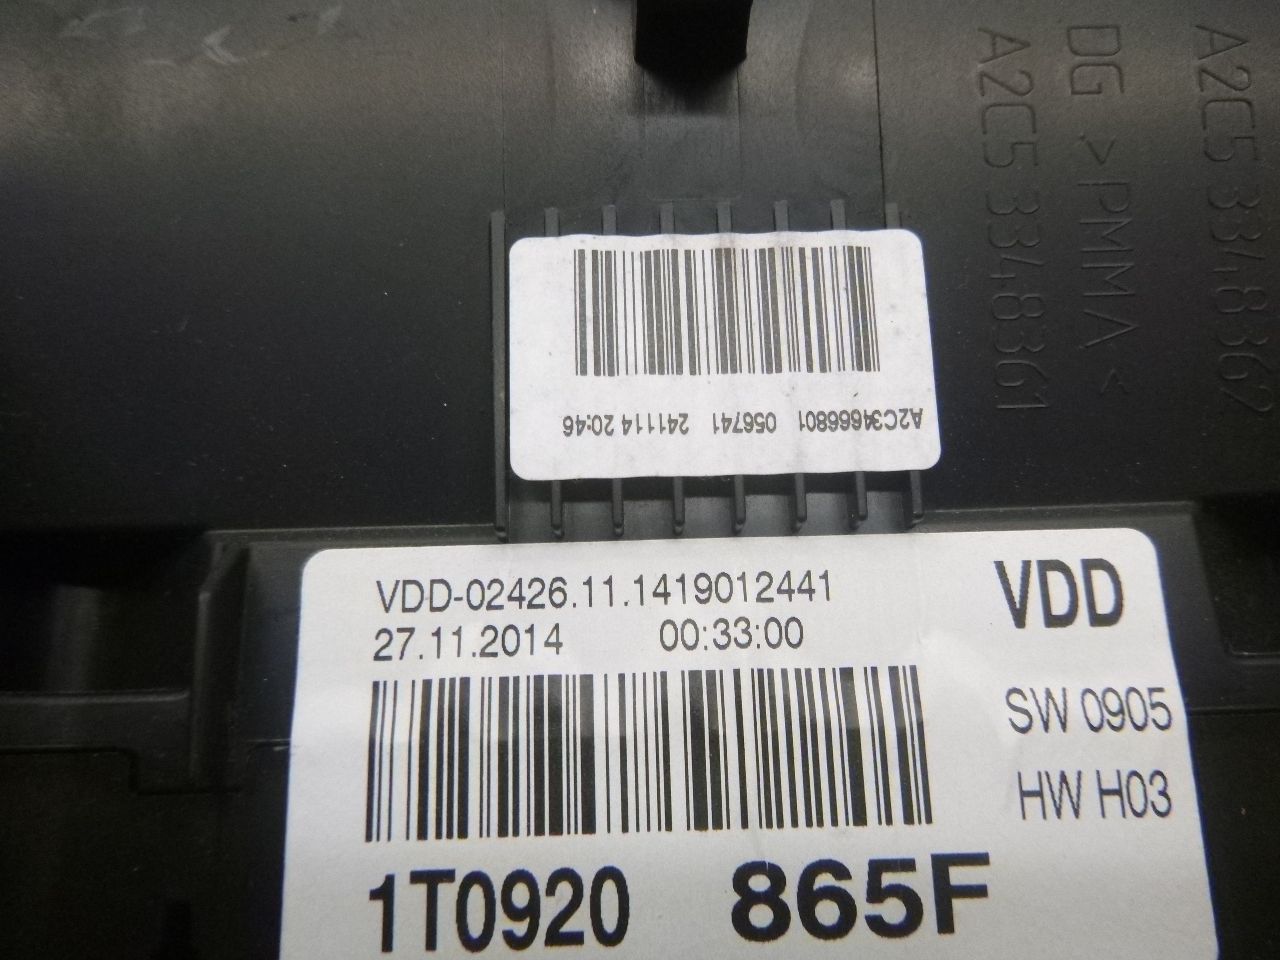 A2C5 3348362
DG >PMMA<
A2C5 3348361
A2C34666801 056741 241114 20:46
VDD-02426.11.1419012441
27.11.2014 00:33:00
VDD
SW 0905
HW H03
1T0920 865F